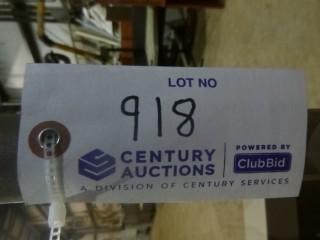 LOT NO
918
CENTURY AUCTIONS
POWERED BY
ClubBid
A DIVISION OF CENTURY SERVICES